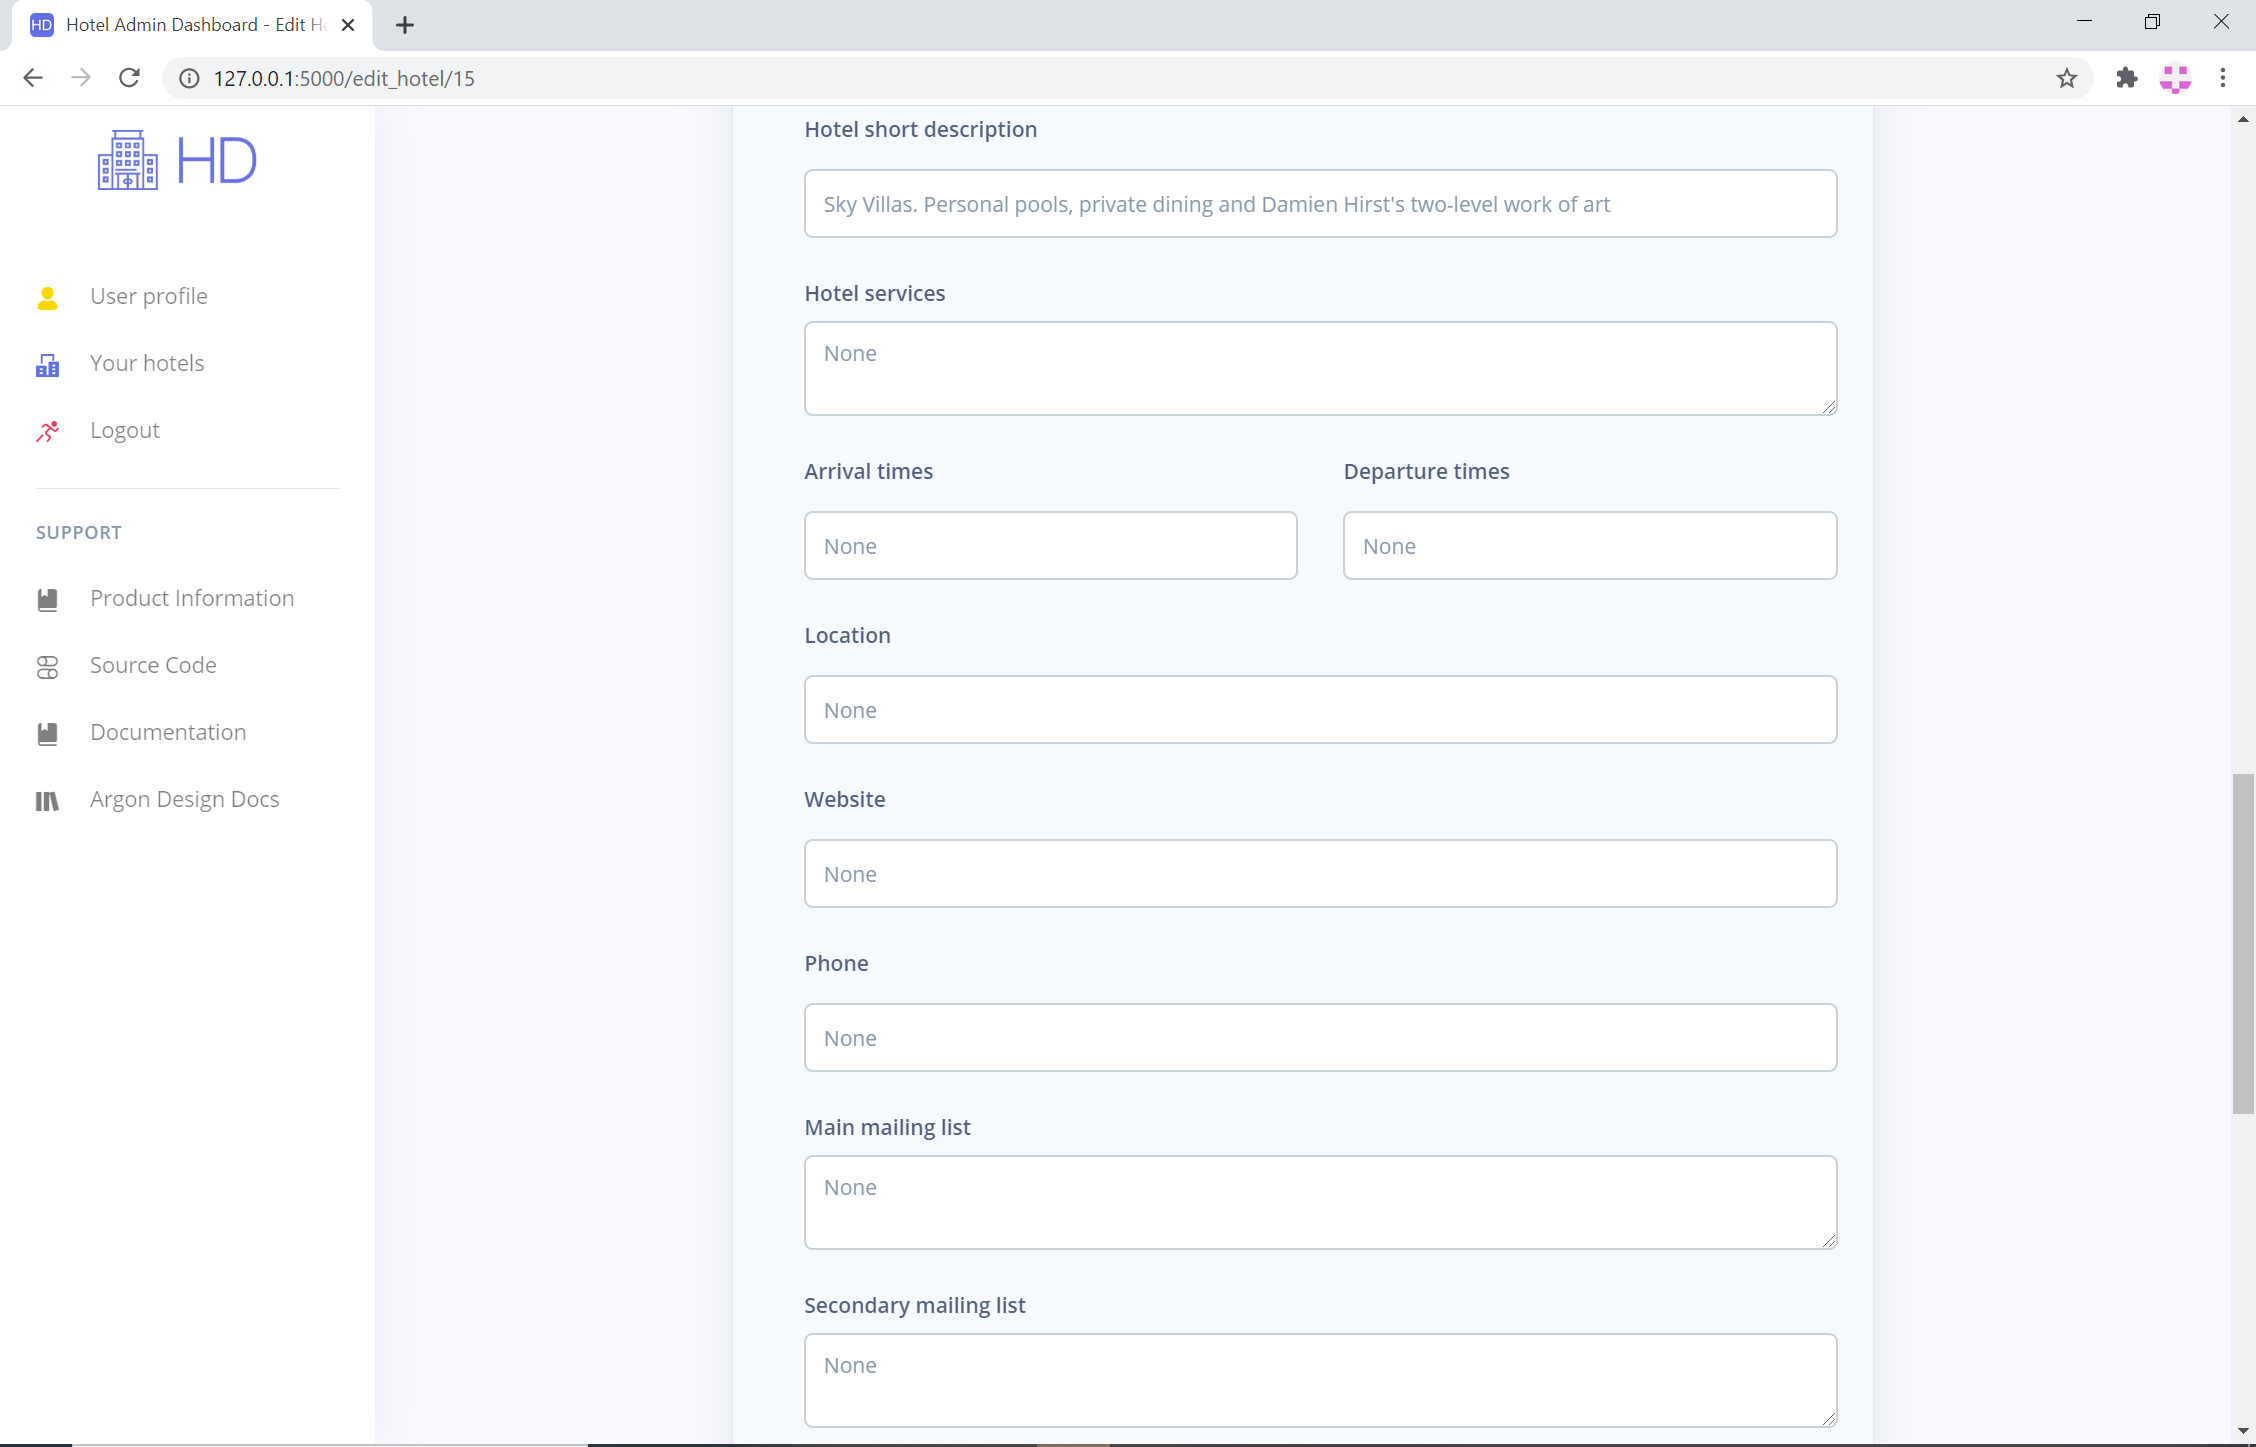 HD Hotel Admin Dashboard - Edit
127.0.0.1:5000/edit_hotel/15
HD
User profile
Your hotels
Logout
SUPPORT
Product Information
Source Code
Documentation
Argon Design Docs
Hotel short description
Sky Villas. Personal pools, private dining and Damien Hirst's two-level work of art
Hotel services
None
Arrival times
Departure times
None
None
Location
None
Website
None
Phone
None
Main mailing list
None
Secondary mailing list
None